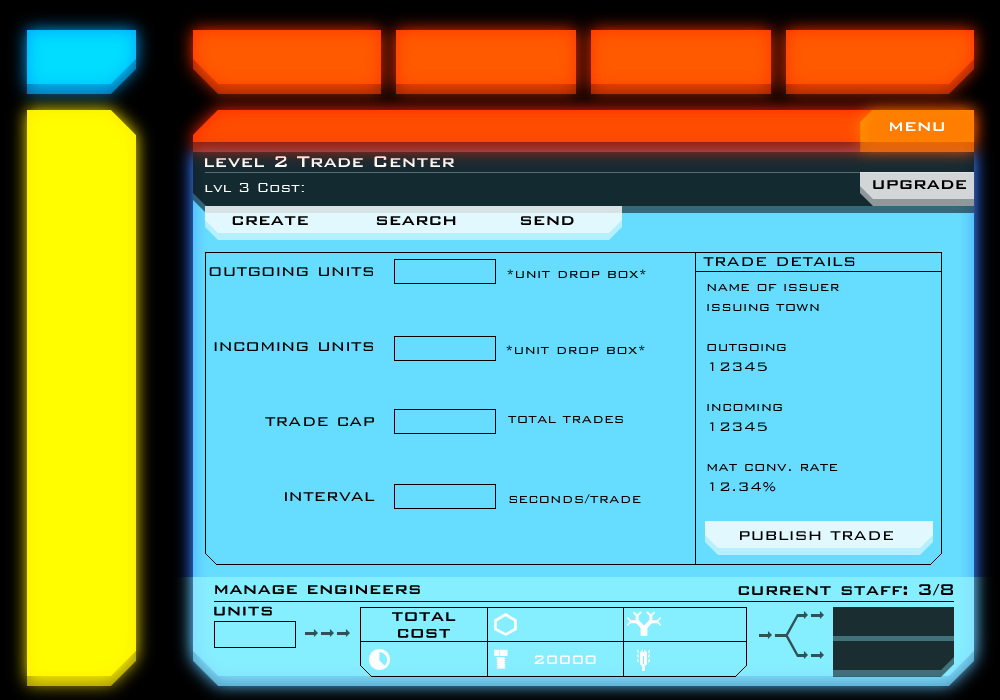 MENU
LEVEL 2 TRADE CENTER
LVL 3 COST:
UPGRADE
CREATE SEARCH SEND
OUTGOING UNITS *UNIT DROP BOX*
INCOMING UNITS *UNIT DROP BOX*
TRADE CAP TOTAL TRADES
INTERVAL SECONDS/TRADE
TRADE DETAILS
NAME OF ISSUER
ISSUING TOWN
OUTGOING
12345
INCOMING
12345
MAT CONV. RATE
12.34%
PUBLISH TRADE
MANAGE ENGINEERS
CURRENT STAFF: 3/8
UNITS
TOTAL
COST
20000